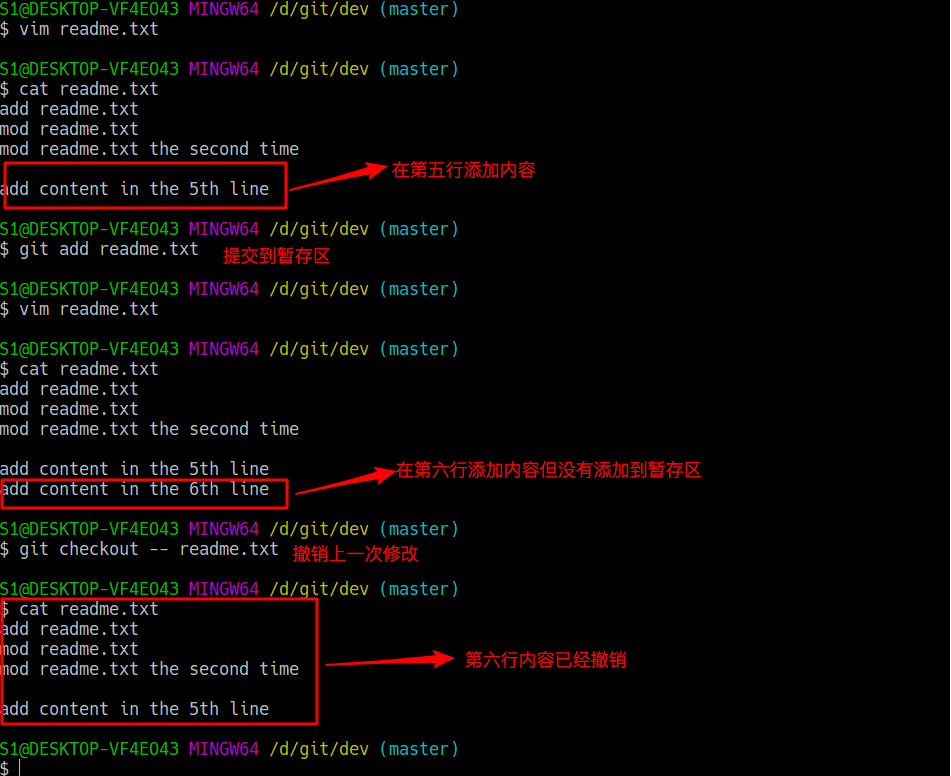 S1@DESKTOP-VF4EO43 MINGW64 /d/git/dev (master)
$ vim readme.txt
S1@DESKTOP-VF4EO43 MINGW64 /d/git/dev (master)
$ cat readme.txt
add readme.txt
mod readme.txt
mod readme.txt the second time
在第五行添加内容
add content in the 5th line
S1@DESKTOP-VF4EO43 MINGW64 /d/git/dev (master)
$ git add readme.txt 提交到暂存区
S1@DESKTOP-VF4EO43 MINGW64 /d/git/dev (master)
$ vim readme.txt
S1@DESKTOP-VF4EO43 MINGW64 /d/git/dev (master)
$ cat readme.txt
add readme.txt
mod readme.txt
mod readme.txt the second time
add content in the 5th line 在第六行添加内容但没有添加到暂存区
add content in the 6th line
S1@DESKTOP-VF4EO43 MINGW64 /d/git/dev (master)
$ git checkout -- readme.txt 撤销上一次修改
S1@DESKTOP-VF4EO43 MINGW64 /d/git/dev (master)
$ cat readme.txt
add readme.txt
mod readme.txt
mod readme.txt the second time 第六行内容已经撤销
add content in the 5th line
S1@DESKTOP-VF4EO43 MINGW64 /d/git/dev (master)
$